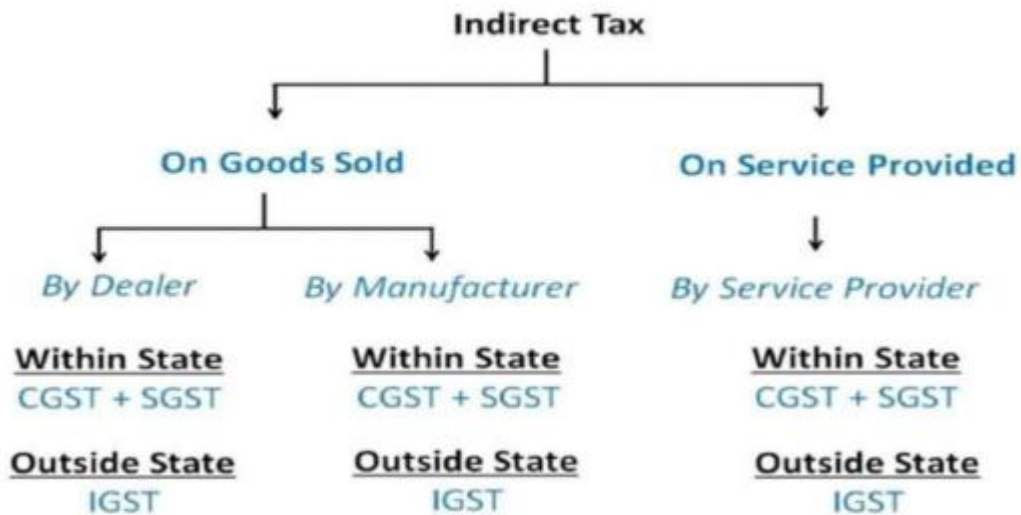 Indirect Tax
On Goods Sold
On Service Provided
By Dealer
By Manufacturer
By Service Provider
Within State
CGST + SGST
Outside State
IGST
Within State
CGST + SGST
Outside State
IGST
Within State
CGST + SGST
Outside State
IGST